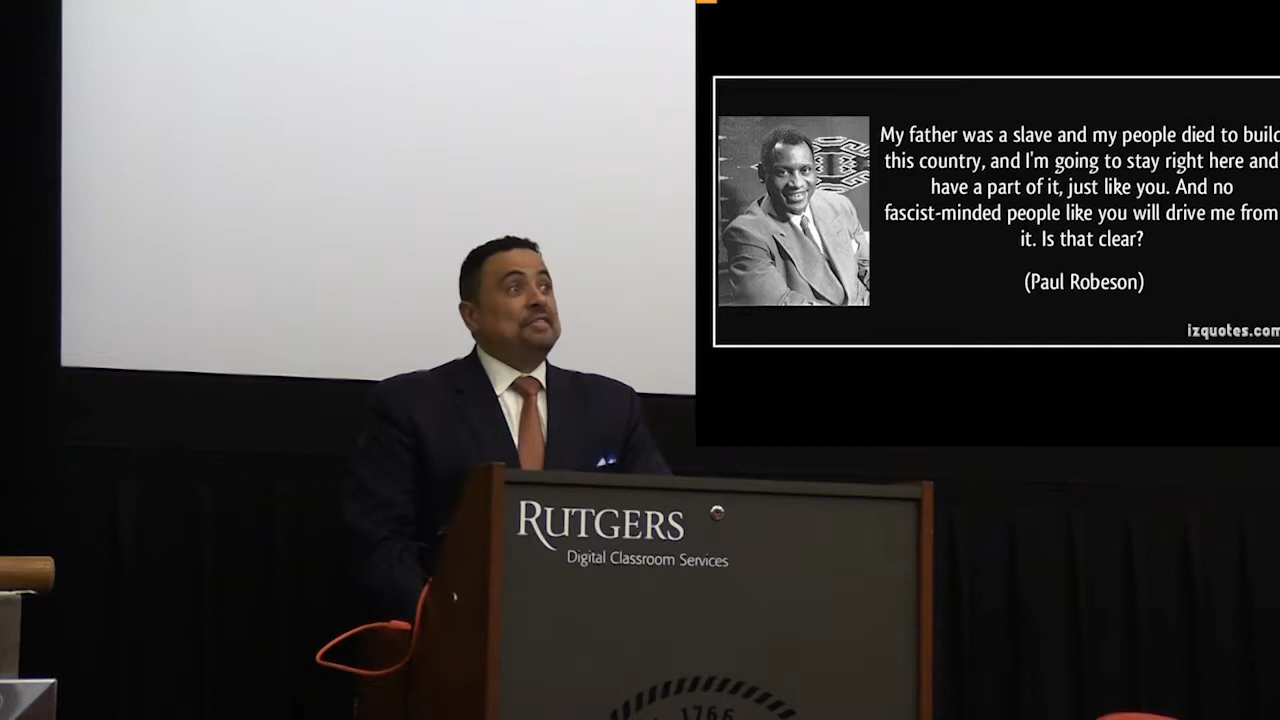 My father was a slave and my people died to build
this country, and I'm going to stay right here and
have a part of it, just like you. And no
fascist-minded people like you will drive me from
it. Is that clear?
(Paul Robeson)
izquotes.com
RUTGERS
Digital Classroom Services
1766